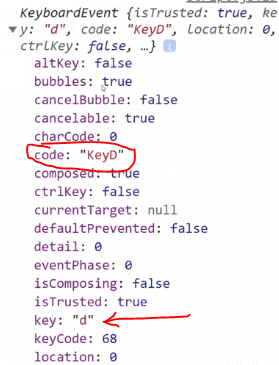 KeyboardEvent {isTrusted: true, ke
y: "d", code: "KeyD", location: 0,
ctrlKey: false, …} i
altKey: false
bubbles: true
cancelBubble: false
cancelable: true
charCode: 0
code: "KeyD"
composed: true
ctrlKey: false
currentTarget: null
defaultPrevented: false
detail: 0
eventPhase: 0
isComposing: false
isTrusted: true
key: "d"
keyCode: 68
location: 0